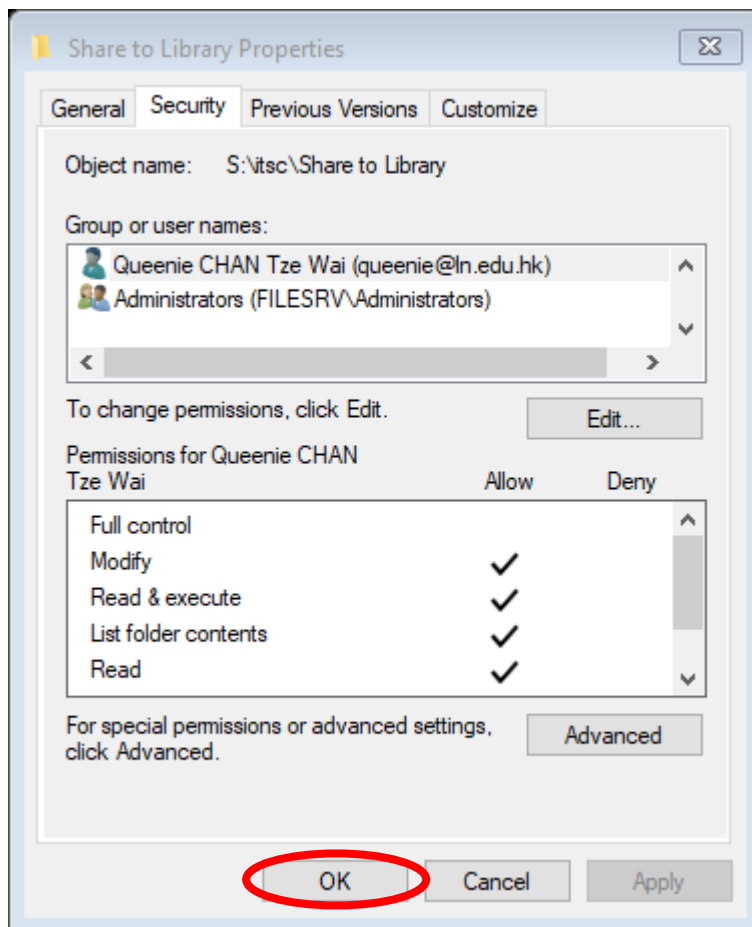 Share to Library Properties
General Security Previous Versions Customize
Object name: S:\itsc\Share to Library
Group or user names:
Queenie CHAN Tze Wai (queenie@ln.edu.hk)
Administrators (FILESRV\Administrators)
To change permissions, click Edit.
Edit...
Permissions for Queenie CHAN
Tze Wai Allow Deny
Full control
Modify
Read & execute
List folder contents
Read
For special permissions or advanced settings,
click Advanced.
Advanced
OK Cancel Apply